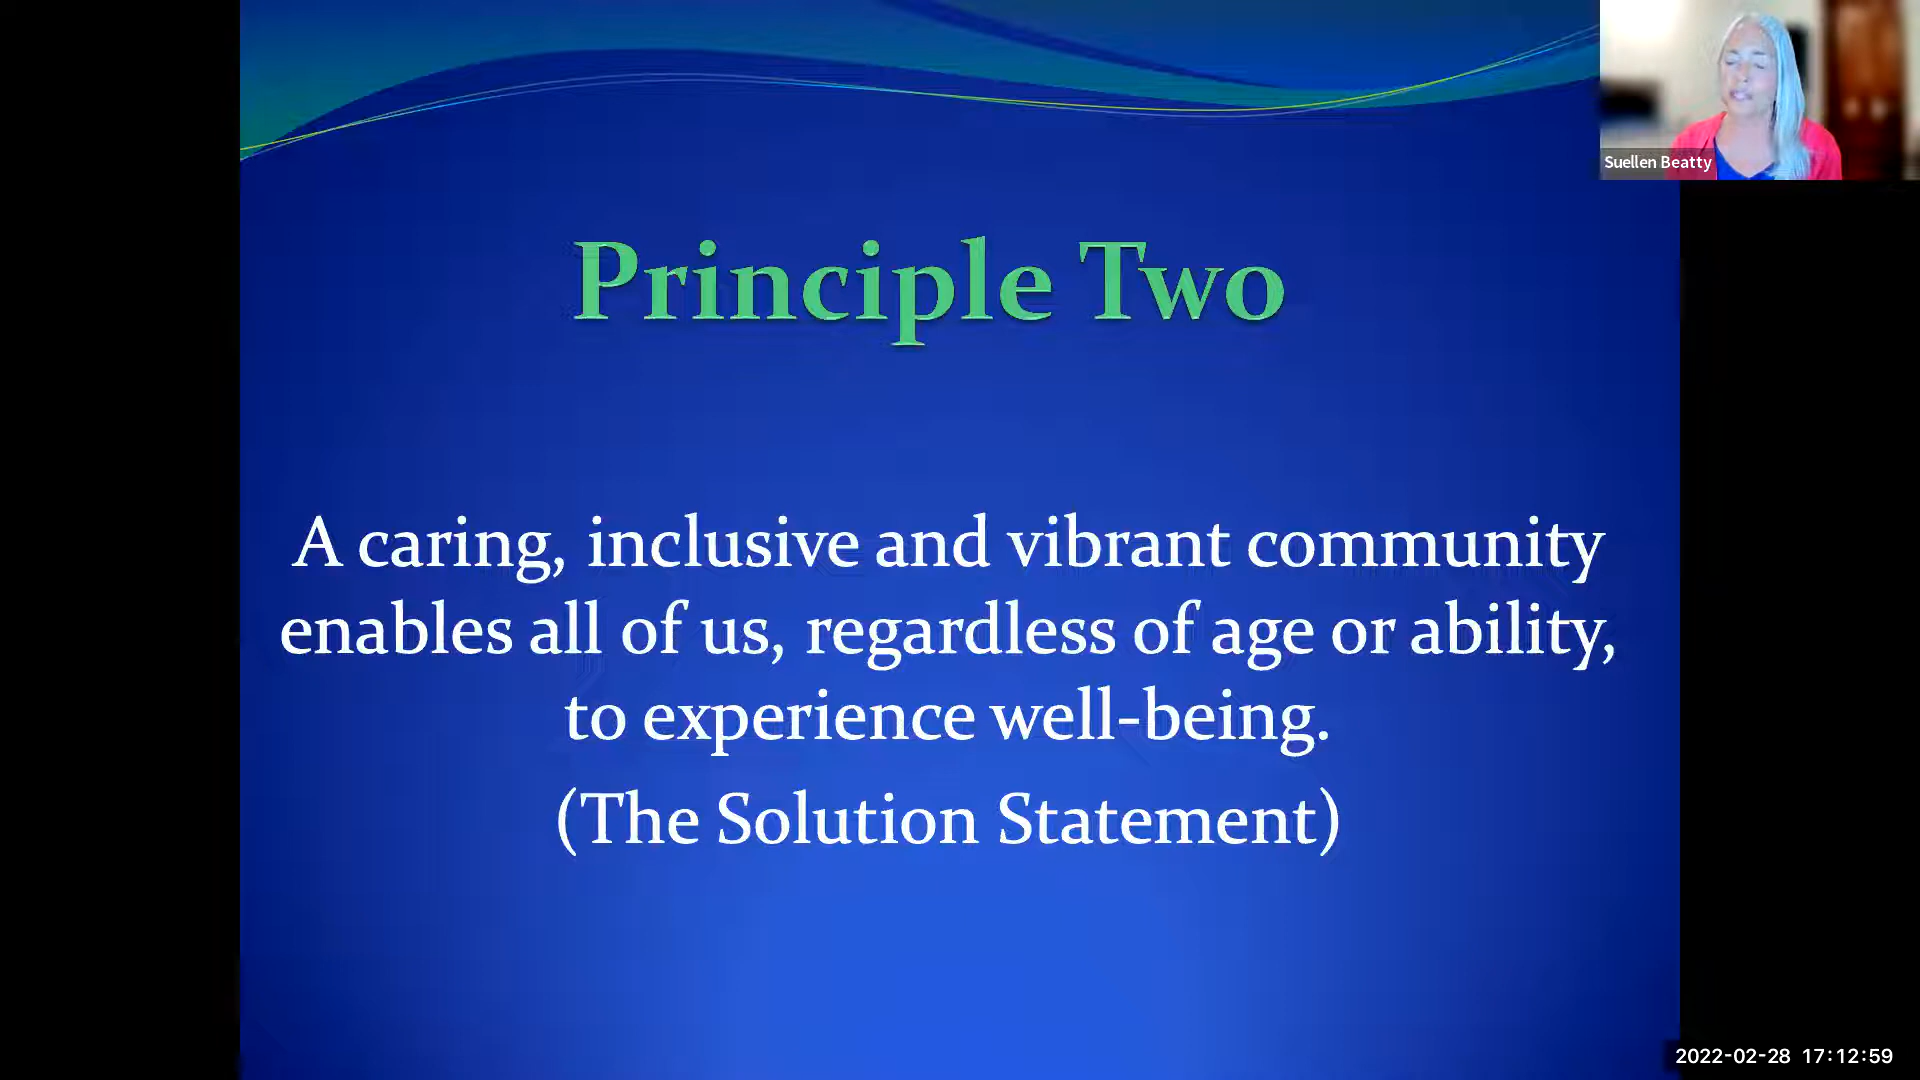 Suellen Beatty
Principle Two
A caring, inclusive and vibrant community
enables all of us, regardless of age or ability,
to experience well-being.
(The Solution Statement)
2022-02-28 17:12:59